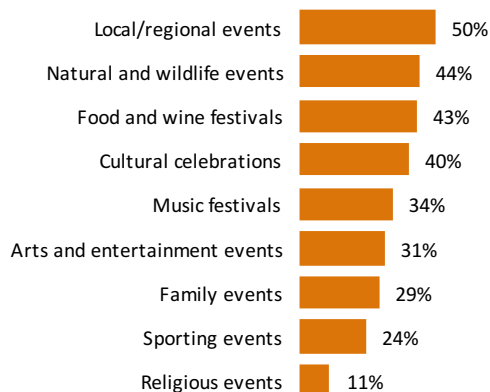 Local/regional events 50%
Natural and wildlife events 44%
Food and wine festivals 43%
Cultural celebrations 40%
Music festivals 34%
Arts and entertainment events 31%
Family events 29%
Sporting events 24%
Religious events 11%